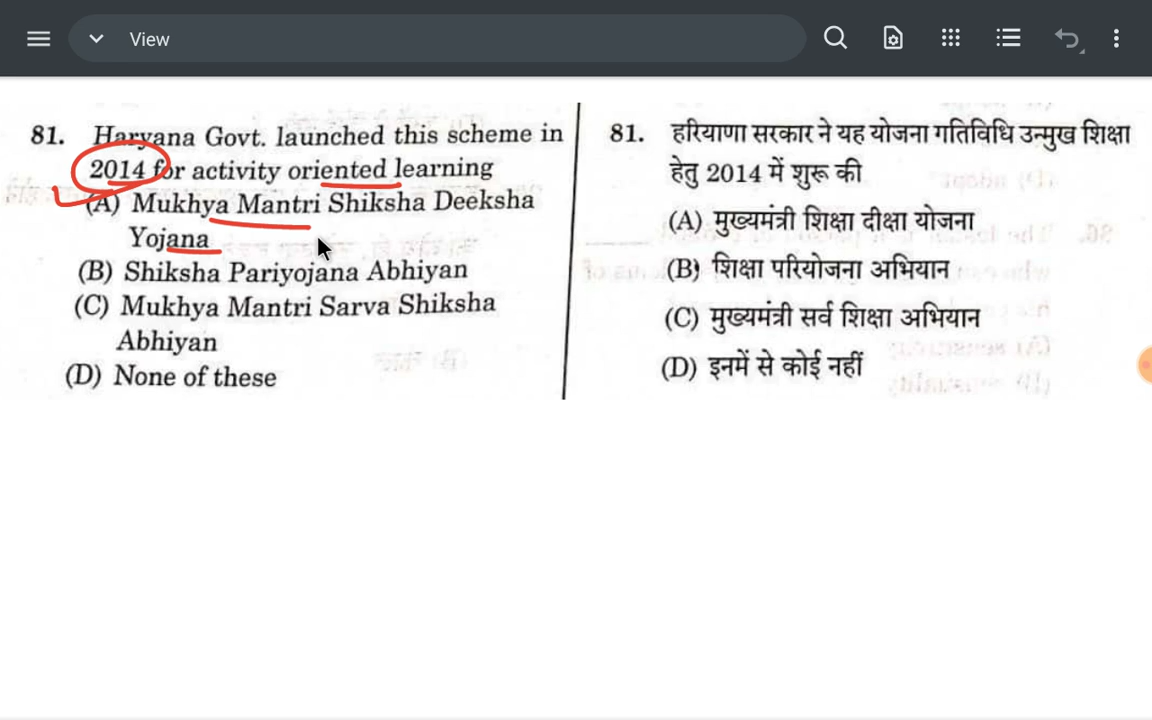 View
81. Haryana Govt. launched this scheme in
2014 for activity oriented learning
(A) Mukhya Mantri Shiksha Deeksha
Yojana
(B) Shiksha Pariyojana Abhiyan
(C) Mukhya Mantri Sarva Shiksha
Abhiyan
(D) None of these
81. हरियाणा सरकार ने यह योजना गतिविधि उन्मुख शिक्षा
हेतु 2014 में शुरू की
(A) मुख्यमंत्री शिक्षा दीक्षा योजना
(B) शिक्षा परियोजना अभियान
(C) मुख्यमंत्री सर्व शिक्षा अभियान
(D) इनमें से कोई नहीं